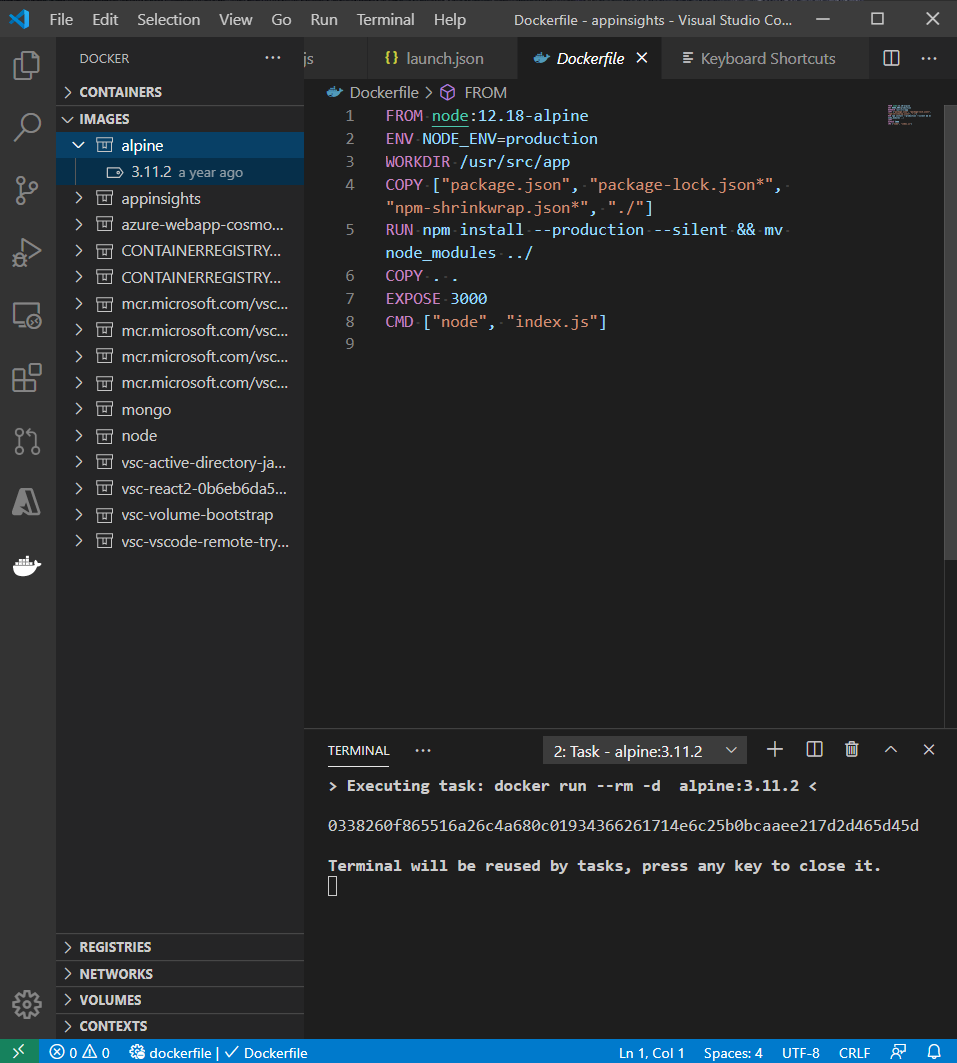 File Edit Selection View Go Run Terminal Help Dockerfile - appinsights - Visual Studio Co...
DOCKER ...
js launch.json Dockerfile Keyboard Shortcuts ...
Dockerfile > FROM
CONTAINERS
IMAGES
alpine
3.11.2 a year ago
appinsights
azure-webapp-cosmo...
CONTAINERREGISTRY...
CONTAINERREGISTRY...
mcr.microsoft.com/vsc...
mcr.microsoft.com/vsc...
mcr.microsoft.com/vsc...
mcr.microsoft.com/vsc...
mongo
node
vsc-active-directory-ja...
vsc-react2-0b6eb6da5...
vsc-volume-bootstrap
vsc-vscode-remote-try...
REGISTRIES
NETWORKS
VOLUMES
CONTEXTS
1 FROM node:12.18-alpine
2 ENV NODE_ENV=production
3 WORKDIR /usr/src/app
4 COPY ["package.json", "package-lock.json*",
"npm-shrinkwrap.json*", "./"]
5 RUN npm install --production --silent && mv
node_modules ../
6 COPY . .
7 EXPOSE 3000
8 CMD ["node", "index.js"]
9
TERMINAL ... 2: Task - alpine:3.11.2
> Executing task: docker run --rm -d  alpine:3.11.2 <
0338260f865516a26c4a680c01934366261714e6c25b0bcaaee217d2d465d45d
Terminal will be reused by tasks, press any key to close it.
0 0 dockerfile | Dockerfile Ln 1, Col 1 Spaces: 4 UTF-8 CRLF